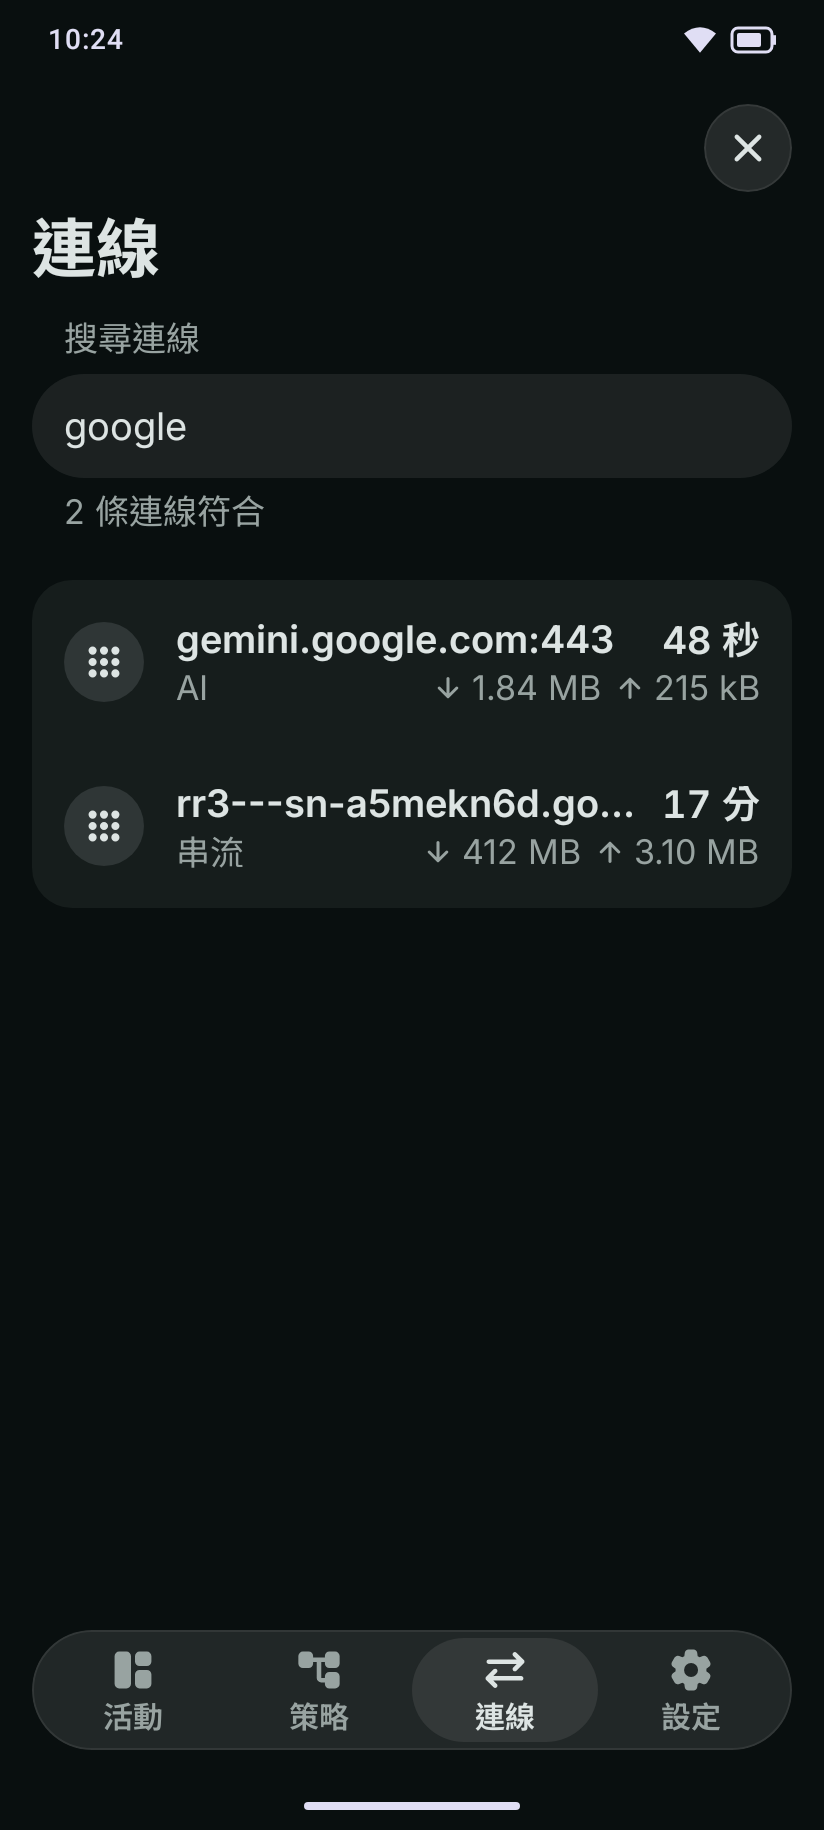 10:24
連線
搜尋連線
google
2 條連線符合
gemini.google.com:443 48 秒
AI ↓ 1.84 MB ↑ 215 kB
rr3---sn-a5mekn6d.go... 17 分
串流 ↓ 412 MB ↑ 3.10 MB
活動 策略 連線 設定